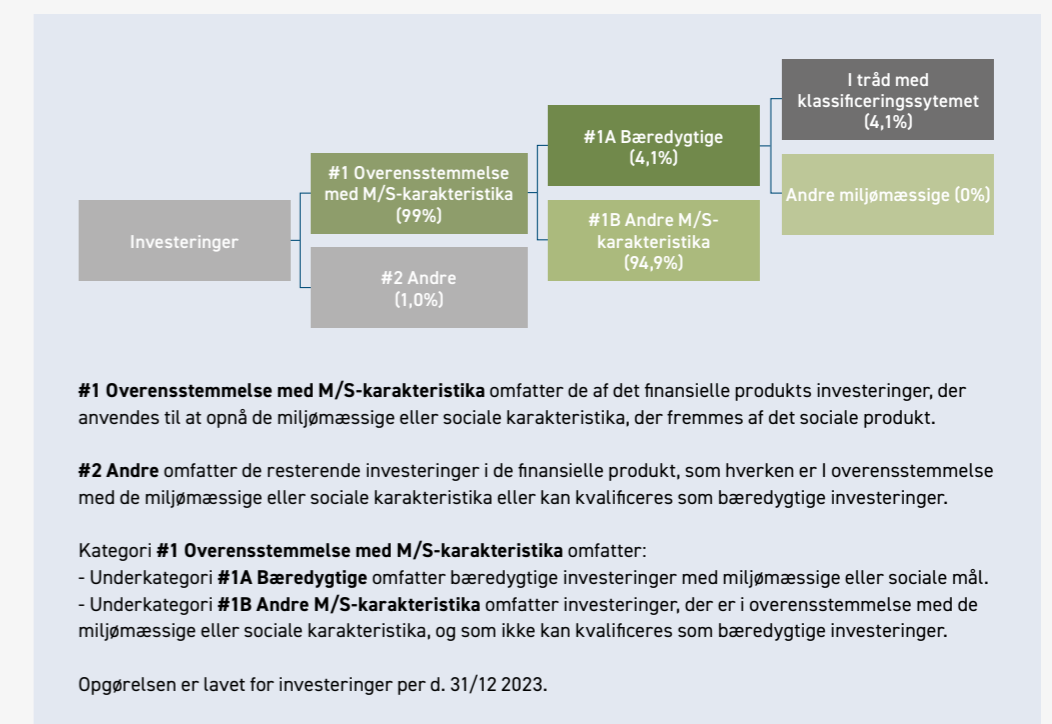 Investeringer
#1 Overensstemmelse
med M/S-karakteristika
(99%)
#2 Andre
(1,0%)
#1A Bæredygtige
(4,1%)
#1B Andre M/S-
karakteristika
(94,9%)
I tråd med
klassificeringssytemet
(4,1%)
Andre miljømæssige (0%)
#1 Overensstemmelse med M/S-karakteristika omfatter de af det finansielle produkts investeringer, der
anvendes til at opnå de miljømæssige eller sociale karakteristika, der fremmes af det sociale produkt.
#2 Andre omfatter de resterende investeringer i de finansielle produkt, som hverken er I overensstemmelse
med de miljømæssige eller sociale karakteristika eller kan kvalificeres som bæredygtige investeringer.
Kategori #1 Overensstemmelse med M/S-karakteristika omfatter:
- Underkategori #1A Bæredygtige omfatter bæredygtige investeringer med miljømæssige eller sociale mål.
- Underkategori #1B Andre M/S-karakteristika omfatter investeringer, der er i overensstemmelse med de
miljømæssige eller sociale karakteristika, og som ikke kan kvalificeres som bæredygtige investeringer.
Opgørelsen er lavet for investeringer per d. 31/12 2023.